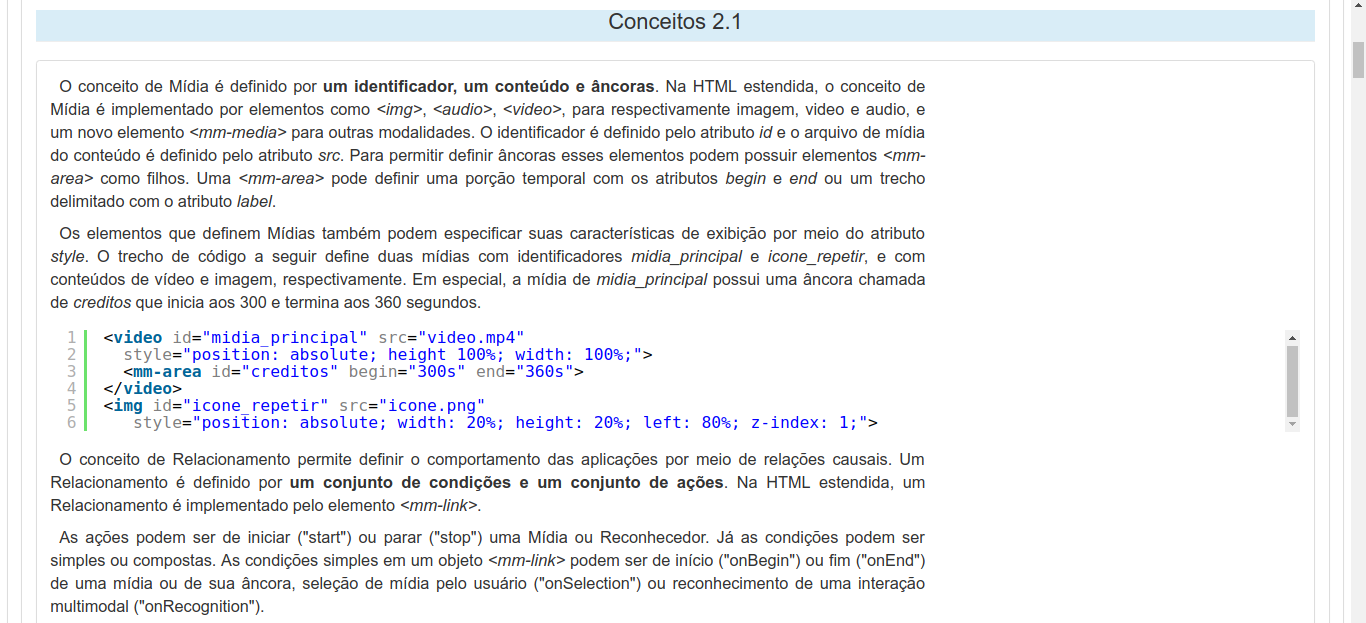 Conceitos 2.1
O conceito de Mídia é definido por um identificador, um conteúdo e âncoras. Na HTML estendida, o conceito de
Mídia é implementado por elementos como <img>, <audio>, <video>, para respectivamente imagem, video e audio, e
um novo elemento <mm-media> para outras modalidades. O identificador é definido pelo atributo id e o arquivo de mídia
do conteúdo é definido pelo atributo src. Para permitir definir âncoras esses elementos podem possuir elementos <mm-
area> como filhos. Uma <mm-area> pode definir uma porção temporal com os atributos begin e end ou um trecho
delimitado com o atributo label.
Os elementos que definem Mídias também podem especificar suas características de exibição por meio do atributo
style. O trecho de código a seguir define duas mídias com identificadores midia_principal e icone_repetir, e com
conteúdos de vídeo e imagem, respectivamente. Em especial, a mídia de midia_principal possui uma âncora chamada
de creditos que inicia aos 300 e termina aos 360 segundos.
1 <video id="midia_principal" src="video.mp4"
2 style="position: absolute; height 100%; width: 100%;">
3 <mm-area id="creditos" begin="300s" end="360s">
4 </video>
5 <img id="icone_repetir" src="icone.png"
6 style="position: absolute; width: 20%; height: 20%; left: 80%; z-index: 1;">
O conceito de Relacionamento permite definir o comportamento das aplicações por meio de relações causais. Um
Relacionamento é definido por um conjunto de condições e um conjunto de ações. Na HTML estendida, um
Relacionamento é implementado pelo elemento <mm-link>.
As ações podem ser de iniciar ("start") ou parar ("stop") uma Mídia ou Reconhecedor. Já as condições podem ser
simples ou compostas. As condições simples em um objeto <mm-link> podem ser de início ("onBegin") ou fim ("onEnd")
de uma mídia ou de sua âncora, seleção de mídia pelo usuário ("onSelection") ou reconhecimento de uma interação
multimodal ("onRecognition").